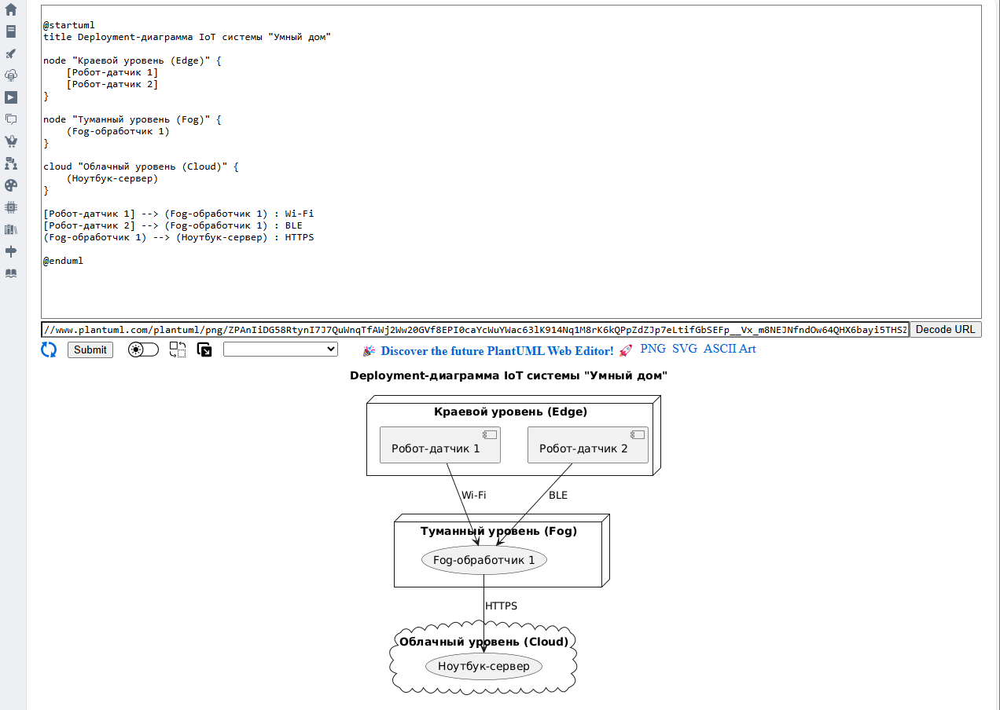 @startuml
title Deployment-диаграмма IoT системы "Умный дом"
node "Краевой уровень (Edge)" {
[Робот-датчик 1]
[Робот-датчик 2]
}
node "Туманный уровень (Fog)" {
(Fog-обработчик 1)
}
cloud "Облачный уровень (Cloud)" {
(Ноутбук-сервер)
}
[Робот-датчик 1] --> (Fog-обработчик 1) : Wi-Fi
[Робот-датчик 2] --> (Fog-обработчик 1) : BLE
(Fog-обработчик 1) --> (Ноутбук-сервер) : HTTPS
@enduml
//www.plantuml.com/plantuml/png/ZPAnIiDG58RtynI7J7QuWnqTfAWj2Ww20GVf8EPI0caYcWuYWac63lK914Nq1M8rK6kQPpZdZJp7eLtifGbSEFp__Vx_m8NEJNfndOw64QHX6bayi5THSZ Decode URL
Submit Discover the future PlantUML Web Editor! PNG SVG ASCII Art
Deployment-диаграмма IoT системы "Умный дом"
Краевой уровень (Edge)
Робот-датчик 1 Робот-датчик 2
Wi-Fi BLE
Туманный уровень (Fog)
Fog-обработчик 1
HTTPS
Облачный уровень (Cloud)
Ноутбук-сервер